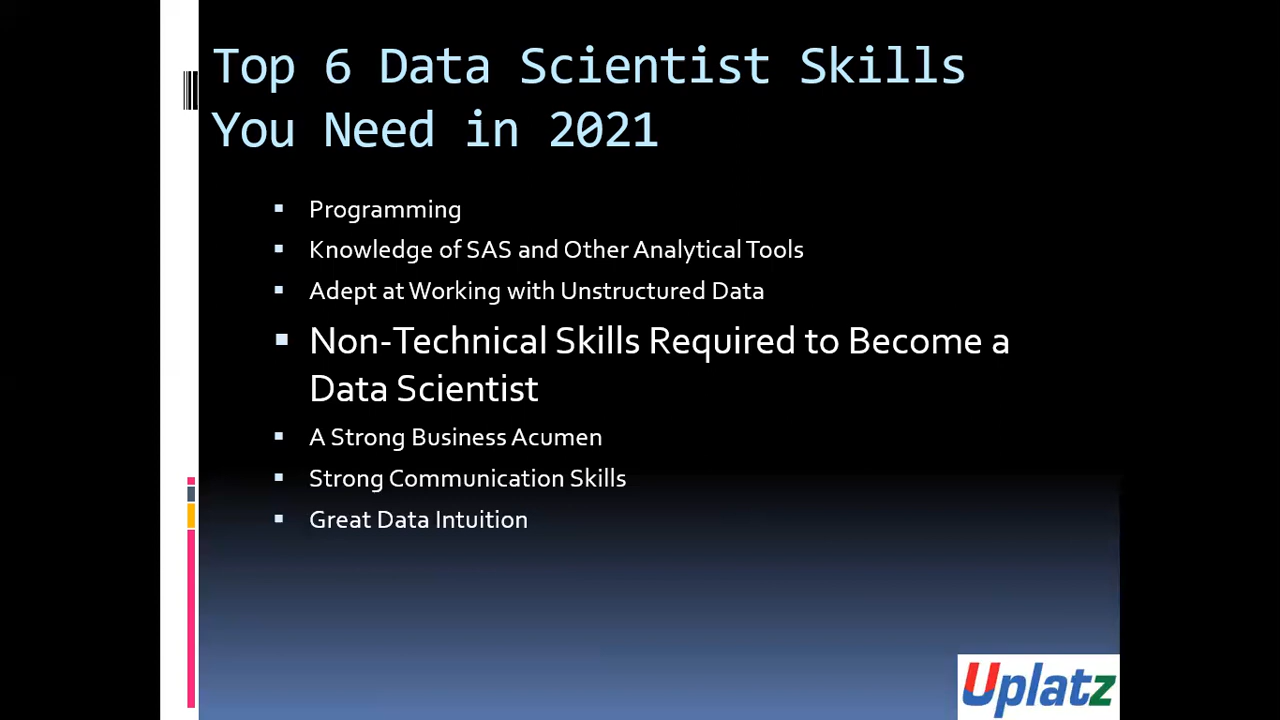 Top 6 Data Scientist Skills
You Need in 2021
▪ Programming
▪ Knowledge of SAS and Other Analytical Tools
▪ Adept at Working with Unstructured Data
▪ Non-Technical Skills Required to Become a
Data Scientist
▪ A Strong Business Acumen
▪ Strong Communication Skills
▪ Great Data Intuition
Uplatz